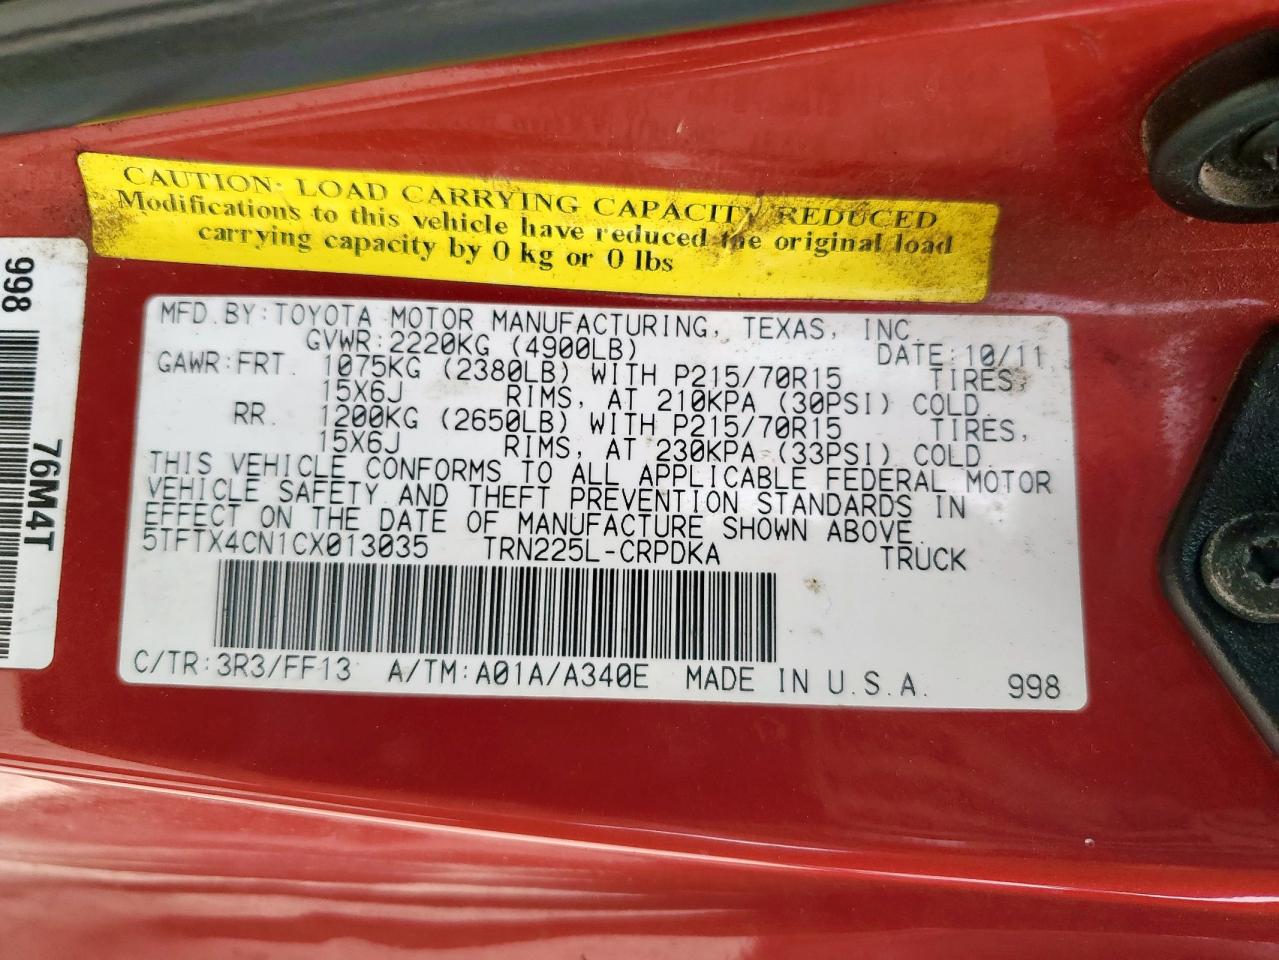 CAUTION: LOAD CARRYING CAPACITY REDUCED
Modifications to this vehicle have reduced the original load
carrying capacity by 0 kg or 0 lbs
998
76M4T
MFD.BY:TOYOTA MOTOR MANUFACTURING, TEXAS, INC.
GVWR:2220KG (4900LB) DATE:10/11
GAWR:FRT. 1075KG (2380LB) WITH P215/70R15 TIRES,
15X6J RIMS, AT 210KPA (30PSI) COLD.
RR. 1200KG (2650LB) WITH P215/70R15 TIRES,
15X6J RIMS, AT 230KPA (33PSI) COLD.
THIS VEHICLE CONFORMS TO ALL APPLICABLE FEDERAL MOTOR
VEHICLE SAFETY AND THEFT PREVENTION STANDARDS IN
EFFECT ON THE DATE OF MANUFACTURE SHOWN ABOVE.
5TFTX4CN1CX013035 TRN225L-CRPDKA TRUCK
C/TR:3R3/FF13 A/TM:A01A/A340E MADE IN U.S.A. 998